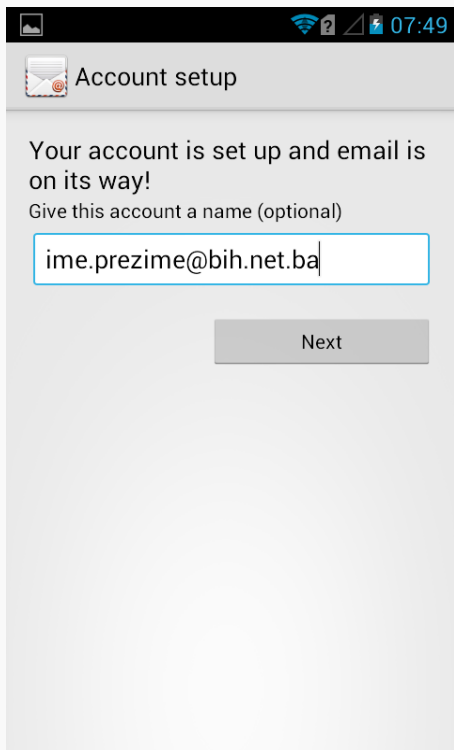 07:49
Account setup
Your account is set up and email is
on its way!
Give this account a name (optional)
ime.prezime@bih.net.ba
Next